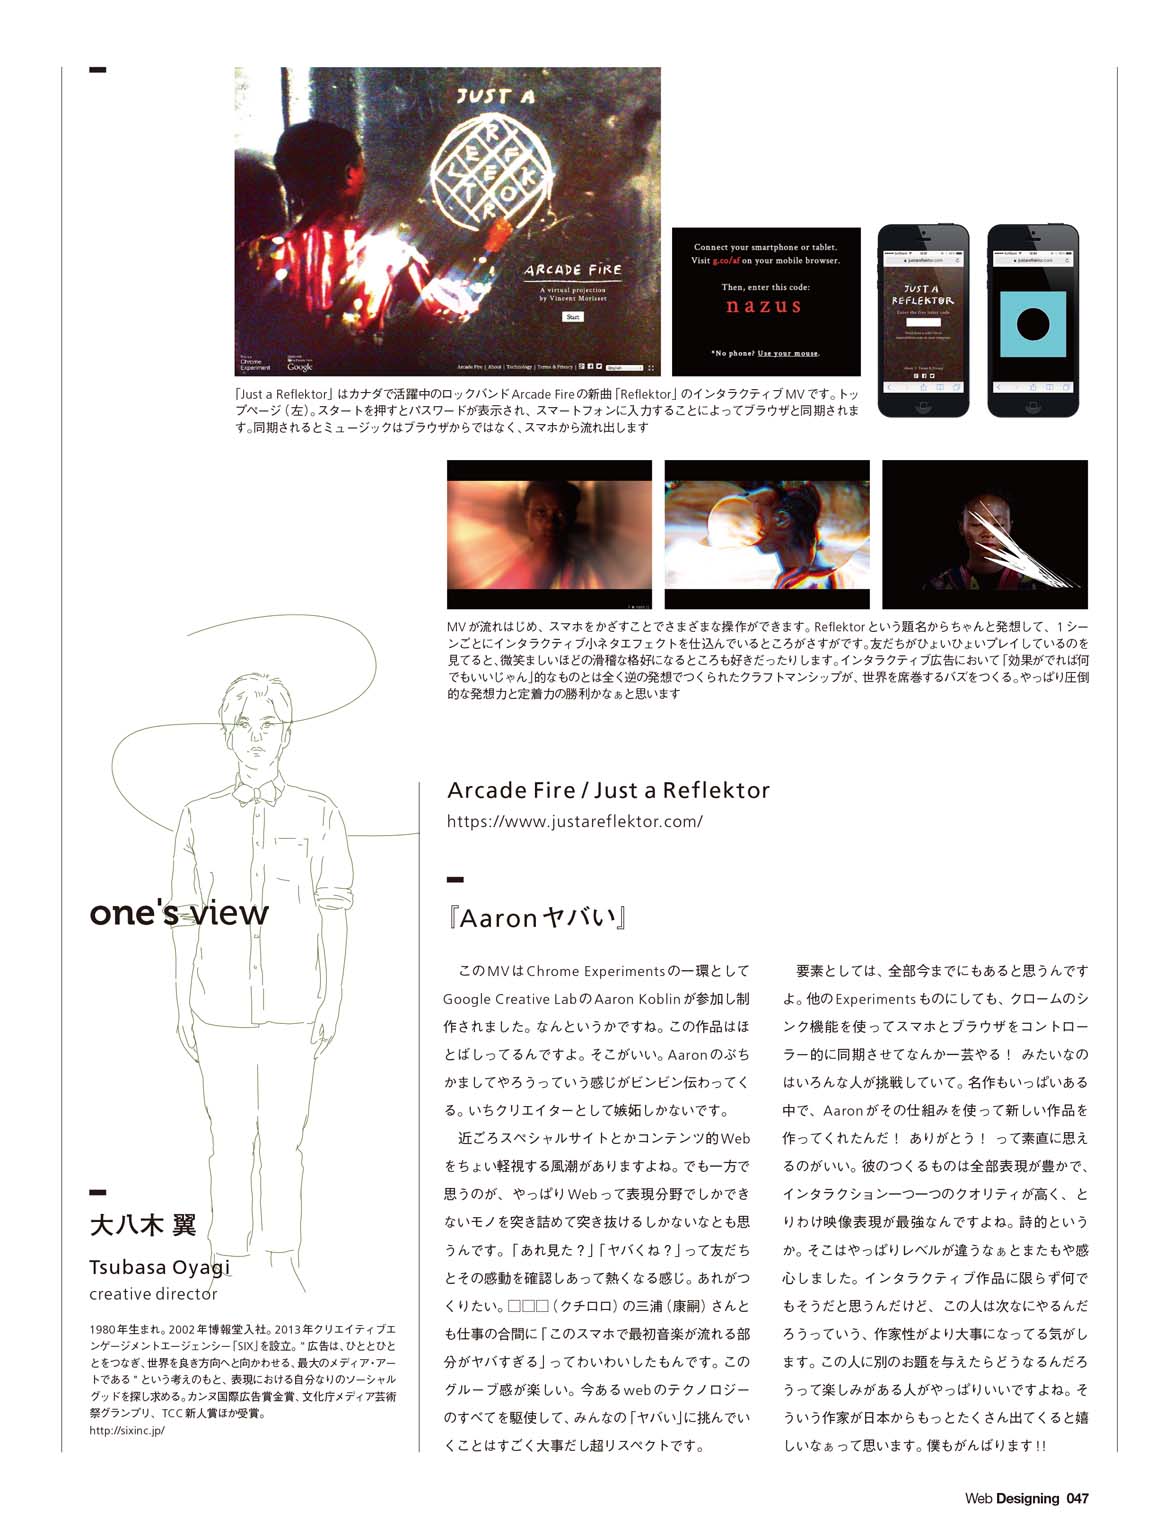 JUST A
REFLEKTOR
ARCADE FIRE
A virtual projection
by Vincent Morisset
Start
Chrome
Experiment
Google
Arcade Fire | About | Technology | Terms & Privacy |
Connect your smartphone or tablet.
Visit g.co/af on your mobile browser.
Then, enter this code:
nazus
*No phone? Use your mouse.
justareflektor.com
JUST A
REFLEKTOR
Enter the five letter code
justareflektor.com
「Just a Reflektor」はカナダで活躍中のロックバンドArcade Fireの新曲「Reflektor」のインタラクティブMVです。トッ
プページ（左）。スタートを押すとパスワードが表示され、スマートフォンに入力することによってブラウザと同期されま
す。同期されるとミュージックはブラウザからではなく、スマホから流れ出します
MVが流れはじめ、スマホをかざすことでさまざまな操作ができます。Reflektorという題名からちゃんと発想して、1シー
ンごとにインタラクティブ小ネタエフェクトを仕込んでいるところがさすがです。友だちがひょいひょいプレイしているのを
見てると、微笑ましいほどの滑稽な格好になるところも好きだったりします。インタラクティブ広告において「効果がでれば何
でもいいじゃん」的なものとは全く逆の発想でつくられたクラフトマンシップが、世界を席巻するバズをつくる。やっぱり圧倒
的な発想力と定着力の勝利かなぁと思います
Arcade Fire / Just a Reflektor
https://www.justareflektor.com/
one's view
『Aaronヤバい』
このMVはChrome Experimentsの一環として
Google Creative LabのAaron Koblinが参加し制
作されました。なんというかですね。この作品はほ
とばしってるんですよ。そこがいい。Aaronのぶち
かましてやろうっていう感じがビンビン伝わってく
る。いちクリエイターとして嫉妬しかないです。
近ごろスペシャルサイトとかコンテンツ的Web
をちょい軽視する風潮がありますよね。でも一方で
思うのが、やっぱりWebって表現分野でしかでき
ないモノを突き詰めて突き抜けるしかないなとも思
うんです。「あれ見た？」「ヤバくね？」って友だち
とその感動を確認しあって熱くなる感じ。あれがつ
くりたい。□□□（クチロロ）の三浦（康嗣）さんと
も仕事の合間に「このスマホで最初音楽が流れる部
分がヤバすぎる」ってわいわいしたもんです。この
グルーブ感が楽しい。今あるwebのテクノロジー
のすべてを駆使して、みんなの「ヤバい」に挑んでい
くことはすごく大事だし超リスペクトです。
要素としては、全部今までにもあると思うんです
よ。他のExperimentsものにしても、クロームのシ
ンク機能を使ってスマホとブラウザをコントロー
ラー的に同期させてなんか一芸やる！ みたいなの
はいろんな人が挑戦していて。名作もいっぱいある
中で、Aaronがその仕組みを使って新しい作品を
作ってくれたんだ！ ありがとう！ って素直に思え
るのがいい。彼のつくるものは全部表現が豊かで、
インタラクション一つ一つのクオリティが高く、と
りわけ映像表現が最強なんですよね。詩的という
か。そこはやっぱりレベルが違うなぁとまたもや感
心しました。インタラクティブ作品に限らず何で
もそうだと思うんだけど、この人は次なにやるんだ
ろうっていう、作家性がより大事になってる気がし
ます。この人に別のお題を与えたらどうなるんだろ
うって楽しみがある人がやっぱりいいですよね。そ
ういう作家が日本からもっとたくさん出てくると嬉
しいなぁって思います。僕もがんばります!!
大八木 翼
Tsubasa Oyagi
creative director
1980年生まれ。2002年博報堂入社。2013年クリエイティブエ
ンゲージメントエージェンシー「SIX」を設立。"広告は、ひととひと
とをつなぎ、世界を良き方向へと向かわせる、最大のメディア・アー
トである"という考えのもと、表現における自分なりのソーシャル
グッドを探し求める。カンヌ国際広告賞金賞、文化庁メディア芸術
祭グランプリ、TCC新人賞ほか受賞。
http://sixinc.jp/
Web Designing 047